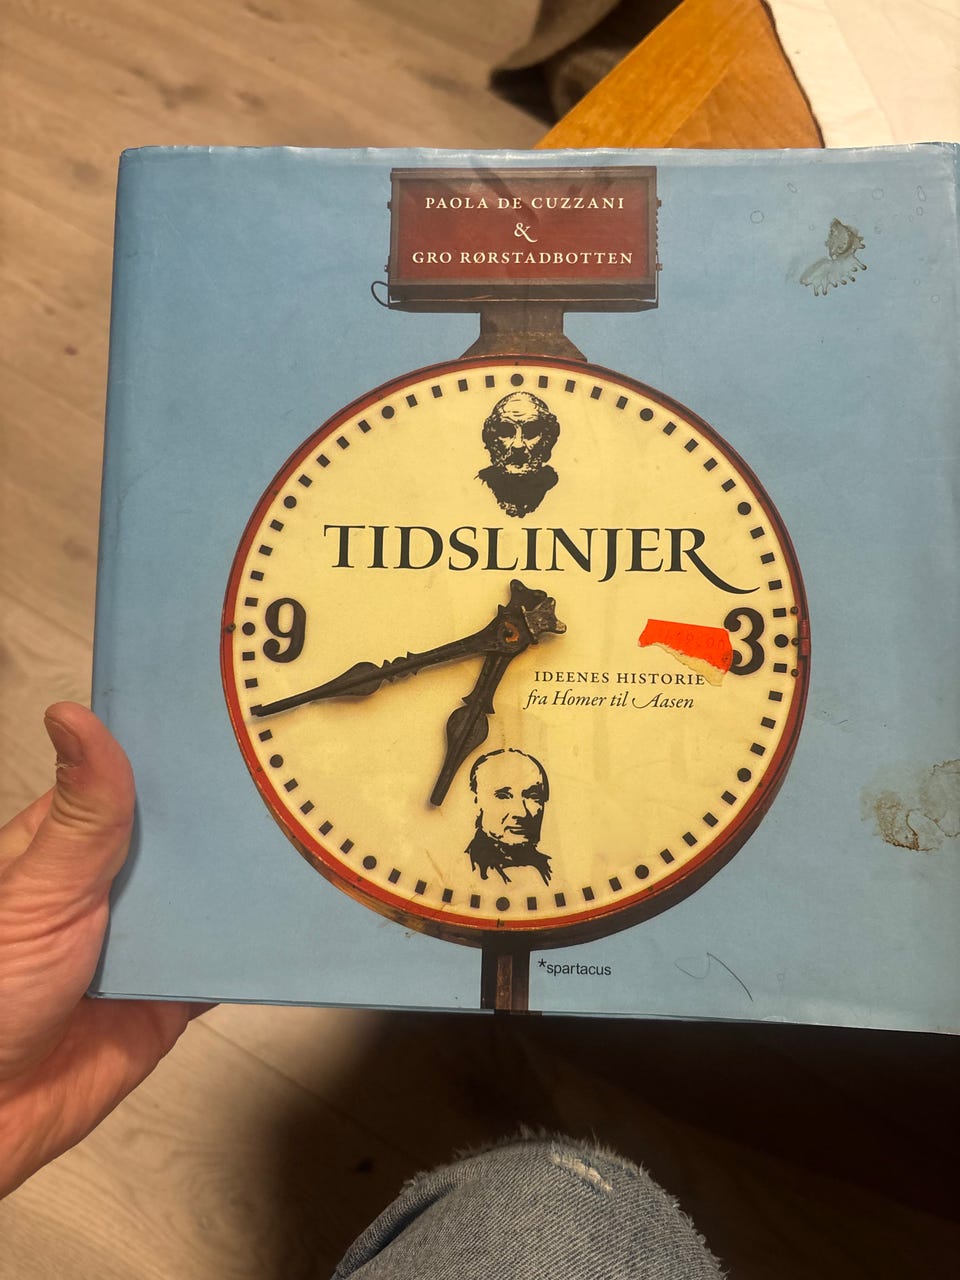 PAOLA DE CUZZANI
&
GRO RØRSTADBOTTEN
TIDSLINJER
9
3
IDEENES HISTORIE
fra Homer til Aasen
*spartacus